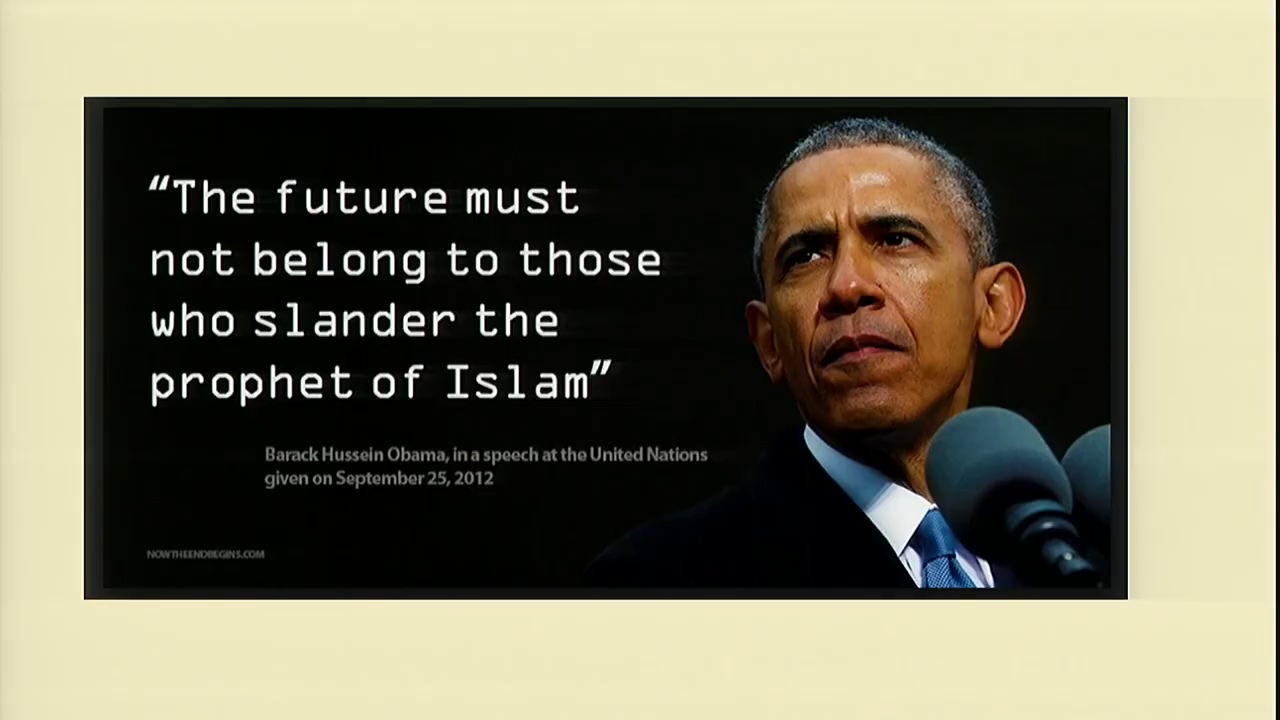 “The future must
not belong to those
who slander the
prophet of Islam”
Barack Hussein Obama, in a speech at the United Nations
given on September 25, 2012
NOWTHEENDBEGINS.COM